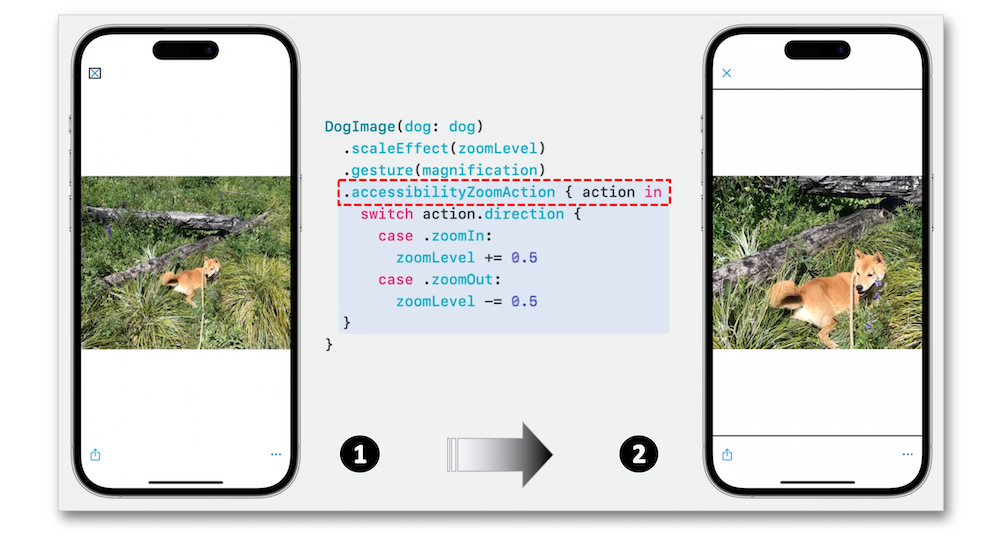 DogImage(dog: dog)
.scaleEffect(zoomLevel)
.gesture(magnification)
.accessibilityZoomAction { action in
switch action.direction {
case .zoomIn:
zoomLevel += 0.5
case .zoomOut:
zoomLevel -= 0.5
}
}
1
2